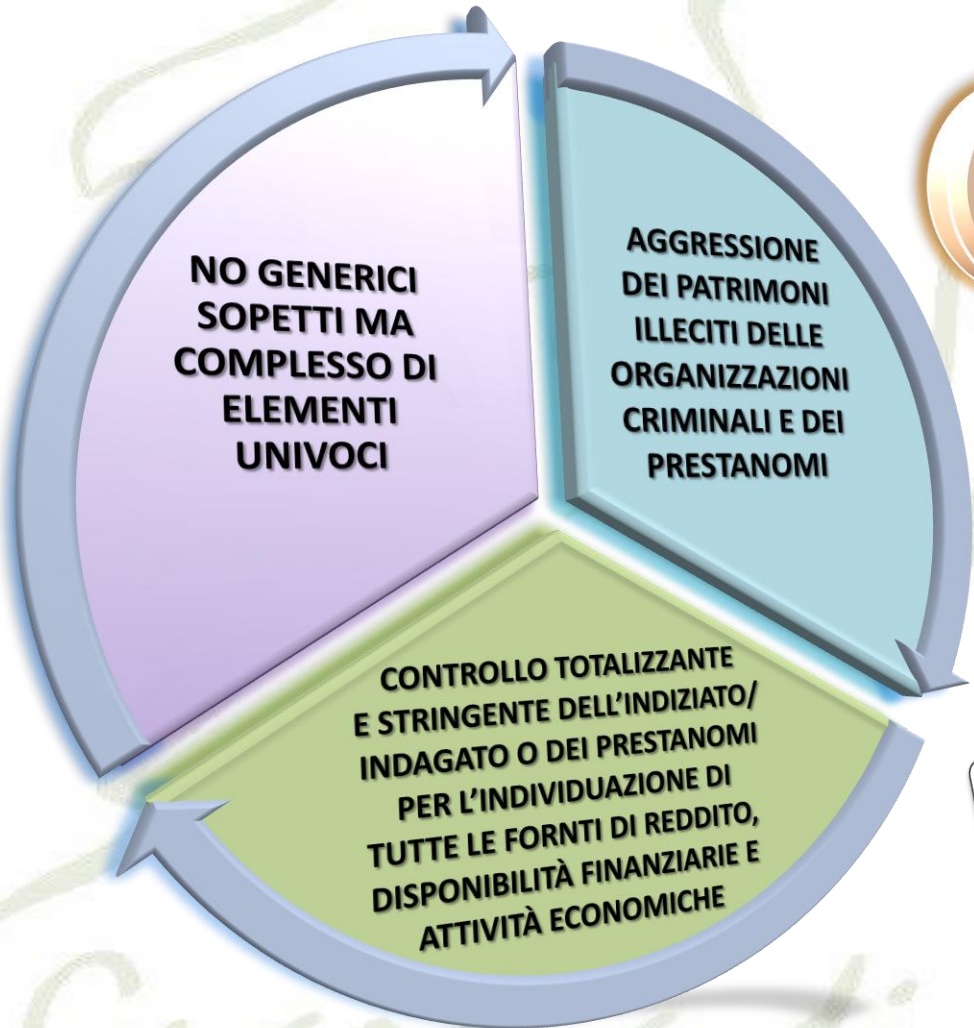 NO GENERICI
SOPETTI MA
COMPLESSO DI
ELEMENTI
UNIVOCI
AGGRESSIONE
DEI PATRIMONI
ILLECITI DELLE
ORGANIZZAZIONI
CRIMINALI E DEI
PRESTANOMI
CONTROLLO TOTALIZZANTE
E STRINGENTE DELL'INDIZIATO/
INDAGATO O DEI PRESTANOMI
PER L'INDIVIDUAZIONE DI
TUTTE LE FORNTI DI REDDITO,
DISPONIBILITÀ FINANZIARIE E
ATTIVITÀ ECONOMICHE